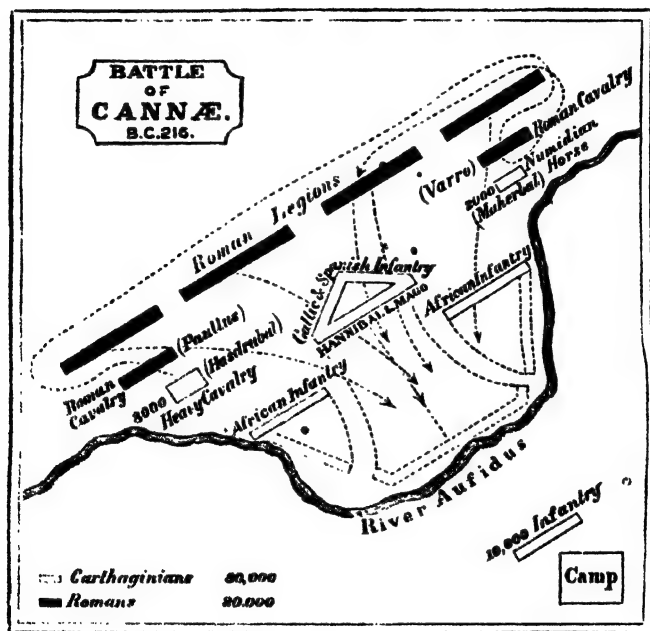 BATTLE
OF
CANNÆ.
B.C.216.
Roman Legions
Roman Cavalry
(Varro)
Numidian
2000 Horse
(Maherbal)
Gallic & Spanish Infantry
HANNIBAL & MAGO
African Infantry
(Paullus)
Roman
Cavalry
(Hasdrubal)
Heavy Cavalry
African Infantry
River Aufidus
10,000 Infantry
Camp
Carthaginians
Romans